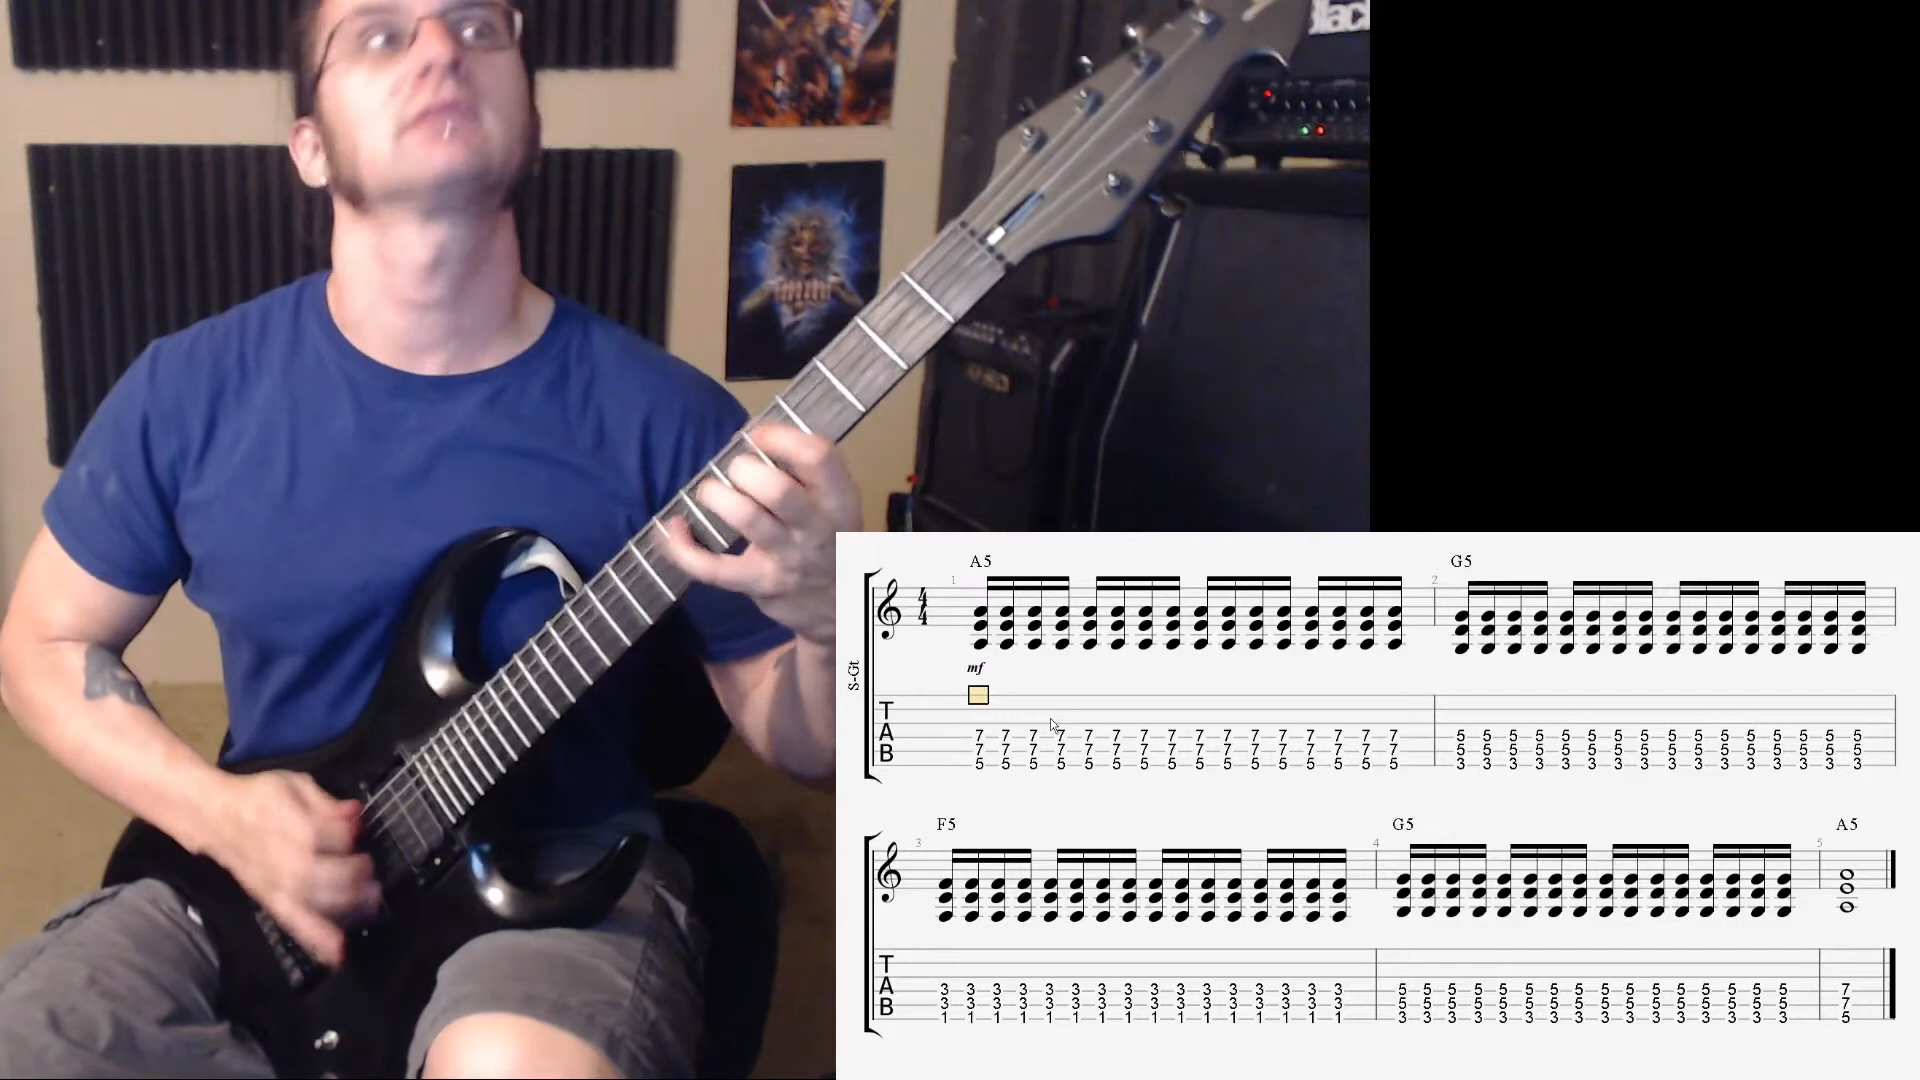 Black
A5 G5
1 2
4
4
S-Gt
mf
T
A 7 7 7 7 7 7 7 7 7 7 7 7 7 7 7 7 5 5 5 5 5 5 5 5 5 5 5 5 5 5 5 5
B 7 7 7 7 7 7 7 7 7 7 7 7 7 7 7 7 5 5 5 5 5 5 5 5 5 5 5 5 5 5 5 5
5 5 5 5 5 5 5 5 5 5 5 5 5 5 5 5 3 3 3 3 3 3 3 3 3 3 3 3 3 3 3 3
F5 G5 A5
3 4 5
T
A 3 3 3 3 3 3 3 3 3 3 3 3 3 3 3 3 5 5 5 5 5 5 5 5 5 5 5 5 5 5 5 5 7
B 3 3 3 3 3 3 3 3 3 3 3 3 3 3 3 3 5 5 5 5 5 5 5 5 5 5 5 5 5 5 5 5 7
1 1 1 1 1 1 1 1 1 1 1 1 1 1 1 1 3 3 3 3 3 3 3 3 3 3 3 3 3 3 3 3 5